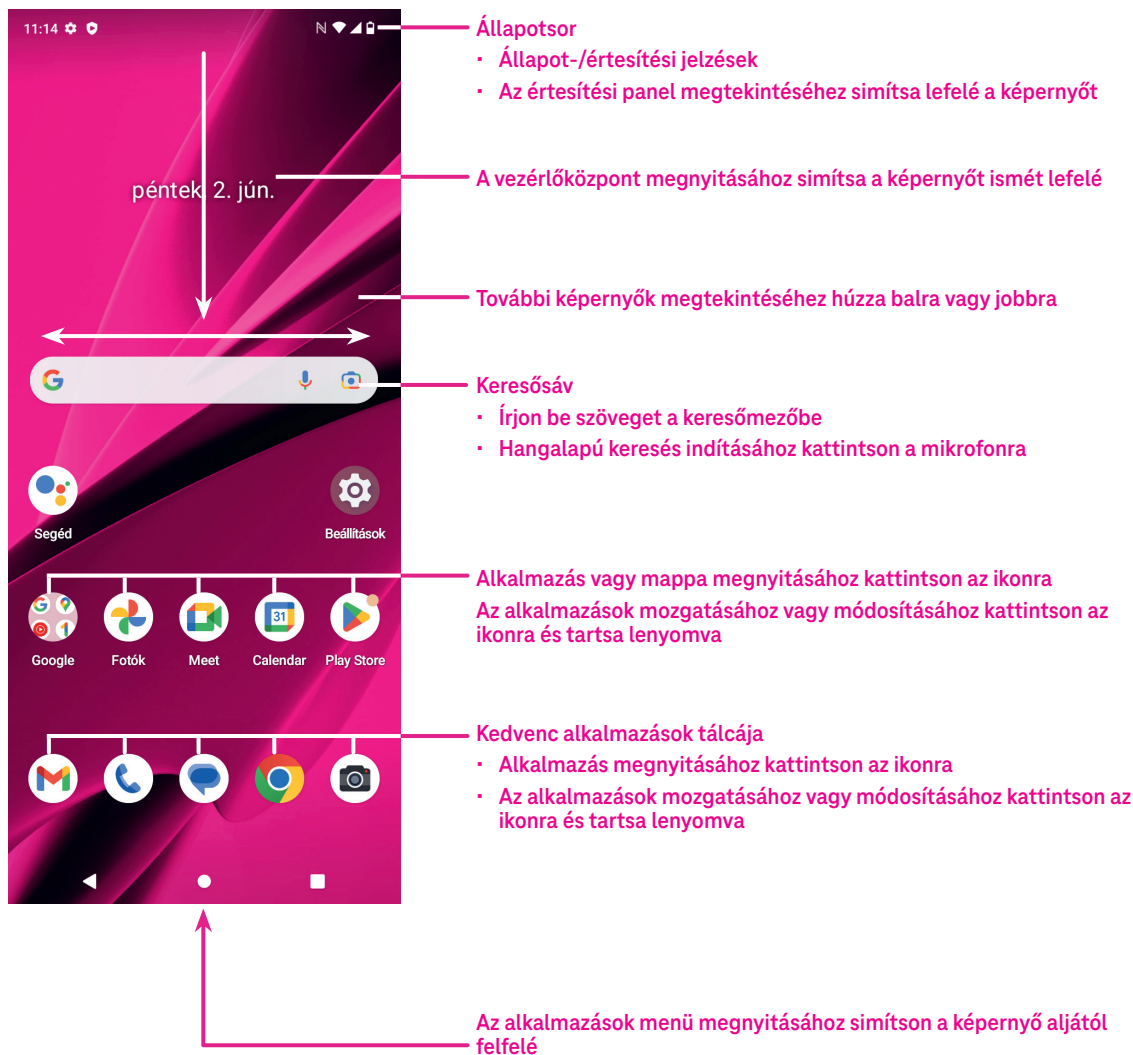 11:14
Állapotsor
· Állapot-/értesítési jelzések
· Az értesítési panel megtekintéséhez simítsa lefelé a képernyőt
péntek, 2. jún.
A vezérlőközpont megnyitásához simítsa a képernyőt ismét lefelé
További képernyők megtekintéséhez húzza balra vagy jobbra
Keresősáv
· Írjon be szöveget a keresőmezőbe
· Hangalapú keresés indításához kattintson a mikrofonra
Segéd
Beállítások
Alkalmazás vagy mappa megnyitásához kattintson az ikonra
Az alkalmazások mozgatásához vagy módosításához kattintson az
ikonra és tartsa lenyomva
31
Google Fotók Meet Calendar Play Store
Kedvenc alkalmazások tálcája
· Alkalmazás megnyitásához kattintson az ikonra
· Az alkalmazások mozgatásához vagy módosításához kattintson az
ikonra és tartsa lenyomva
Az alkalmazások menü megnyitásához simítson a képernyő aljától
felfelé